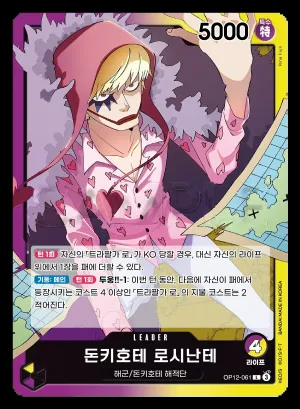 5000
특수
特
턴 1회 자신의 「트라팔가 로」가 KO 당할 경우, 대신 자신의 라이프
위에서 1장을 패에 더할 수 있다.
기동: 메인 턴 1회 두웅!!-1: 이번 턴 동안, 다음에 자신이 패에서
등장시키는 코스트 4 이상의 「트라팔가 로」의 지불 코스트는 2
적어진다.
LEADER
돈키호테 로시난테
해군/돈키호테 해적단
4
라이프
OP12-061 L 3